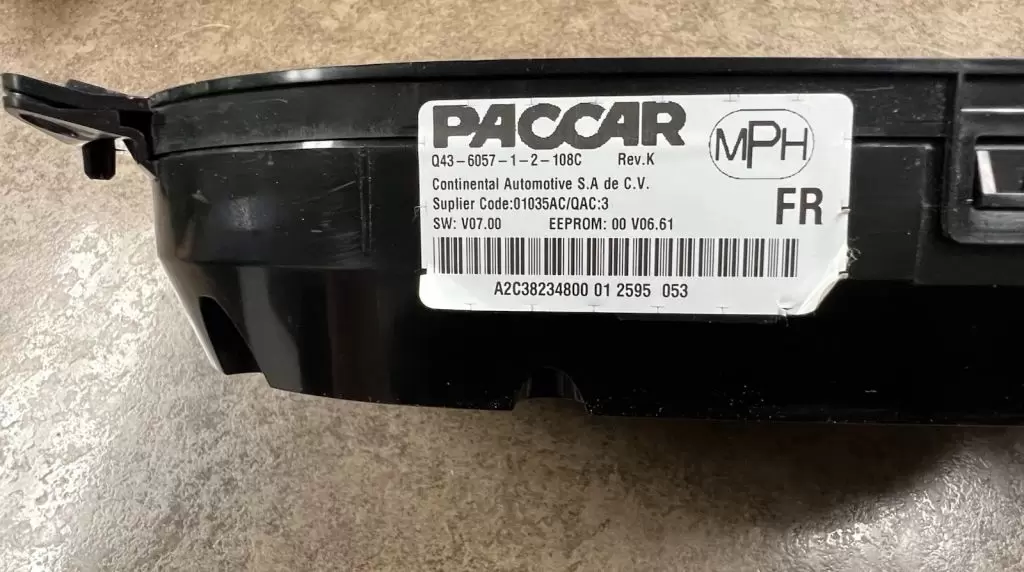 PACCAR
MPH
Q43-6057-1-2-108C Rev.K
Continental Automotive S.A de C.V.
Suplier Code:01035AC/QAC:3
FR
SW: V07.00 EEPROM: 00 V06.61
A2C38234800 01 2595 053